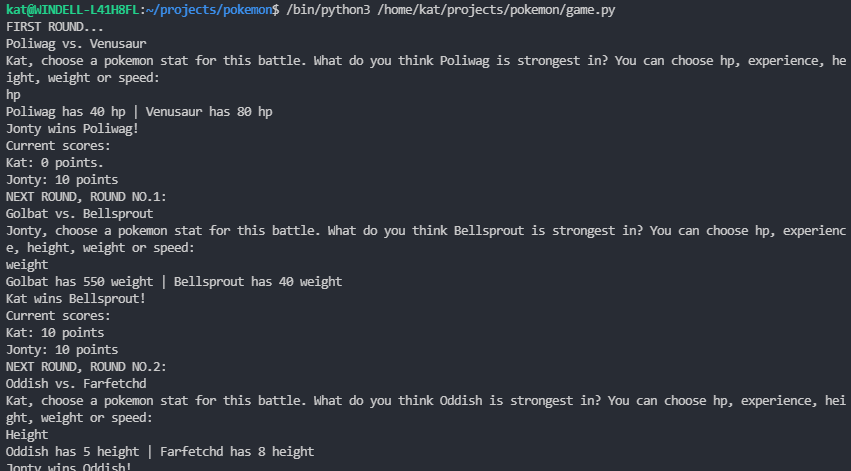 kat@WINDELL-L41H8FL:~/projects/pokemon$ /bin/python3 /home/kat/projects/pokemon/game.py
FIRST ROUND...
Poliwag vs. Venusaur
Kat, choose a pokemon stat for this battle. What do you think Poliwag is strongest in? You can choose hp, experience, he
ight, weight or speed:
hp
Poliwag has 40 hp | Venusaur has 80 hp
Jonty wins Poliwag!
Current scores:
Kat: 0 points.
Jonty: 10 points
NEXT ROUND, ROUND NO.1:
Golbat vs. Bellsprout
Jonty, choose a pokemon stat for this battle. What do you think Bellsprout is strongest in? You can choose hp, experienc
e, height, weight or speed:
weight
Golbat has 550 weight | Bellsprout has 40 weight
Kat wins Bellsprout!
Current scores:
Kat: 10 points
Jonty: 10 points
NEXT ROUND, ROUND NO.2:
Oddish vs. Farfetchd
Kat, choose a pokemon stat for this battle. What do you think Oddish is strongest in? You can choose hp, experience, hei
ght, weight or speed:
Height
Oddish has 5 height | Farfetchd has 8 height
Jonty wins Oddish!